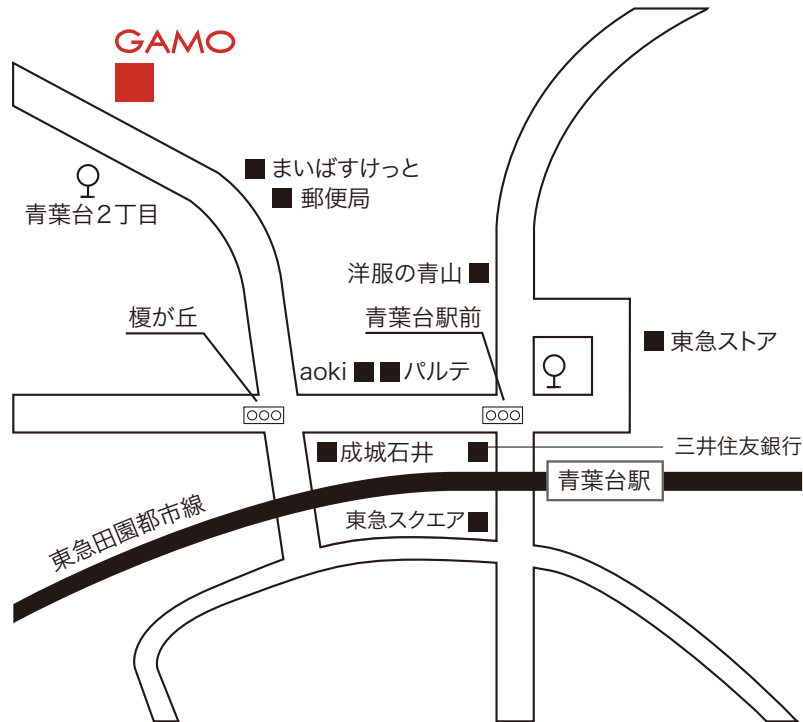 GAMO
まいばすけっと
郵便局
青葉台2丁目
洋服の青山
榎が丘
青葉台駅前
東急ストア
aoki
パルテ
成城石井
三井住友銀行
青葉台駅
東急田園都市線
東急スクエア